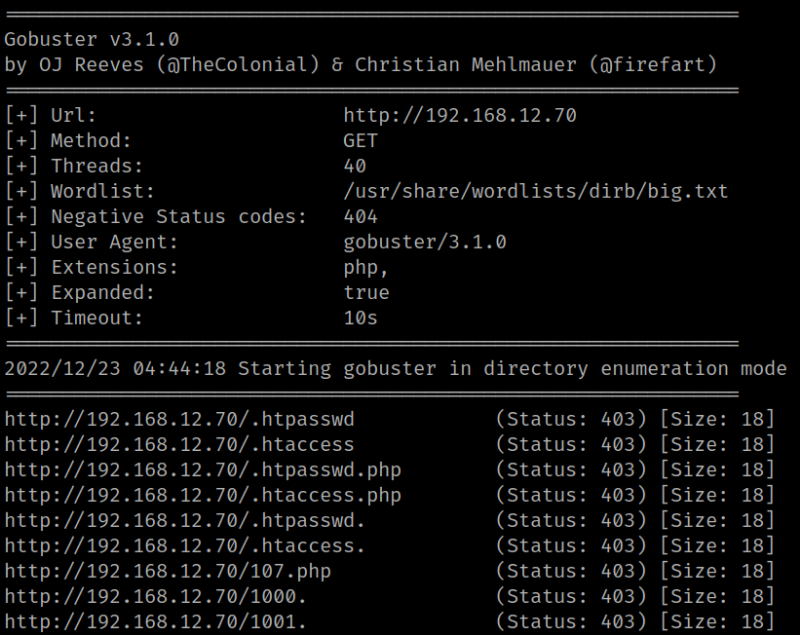 Gobuster v3.1.0
by OJ Reeves (@TheColonial) & Christian Mehlmauer (@firefart)
[+] Url: http://192.168.12.70
[+] Method: GET
[+] Threads: 40
[+] Wordlist: /usr/share/wordlists/dirb/big.txt
[+] Negative Status codes: 404
[+] User Agent: gobuster/3.1.0
[+] Extensions: php,
[+] Expanded: true
[+] Timeout: 10s
2022/12/23 04:44:18 Starting gobuster in directory enumeration mode
http://192.168.12.70/.htpasswd (Status: 403) [Size: 18]
http://192.168.12.70/.htaccess (Status: 403) [Size: 18]
http://192.168.12.70/.htpasswd.php (Status: 403) [Size: 18]
http://192.168.12.70/.htaccess.php (Status: 403) [Size: 18]
http://192.168.12.70/.htpasswd. (Status: 403) [Size: 18]
http://192.168.12.70/.htaccess. (Status: 403) [Size: 18]
http://192.168.12.70/107.php (Status: 403) [Size: 18]
http://192.168.12.70/1000. (Status: 403) [Size: 18]
http://192.168.12.70/1001. (Status: 403) [Size: 18]